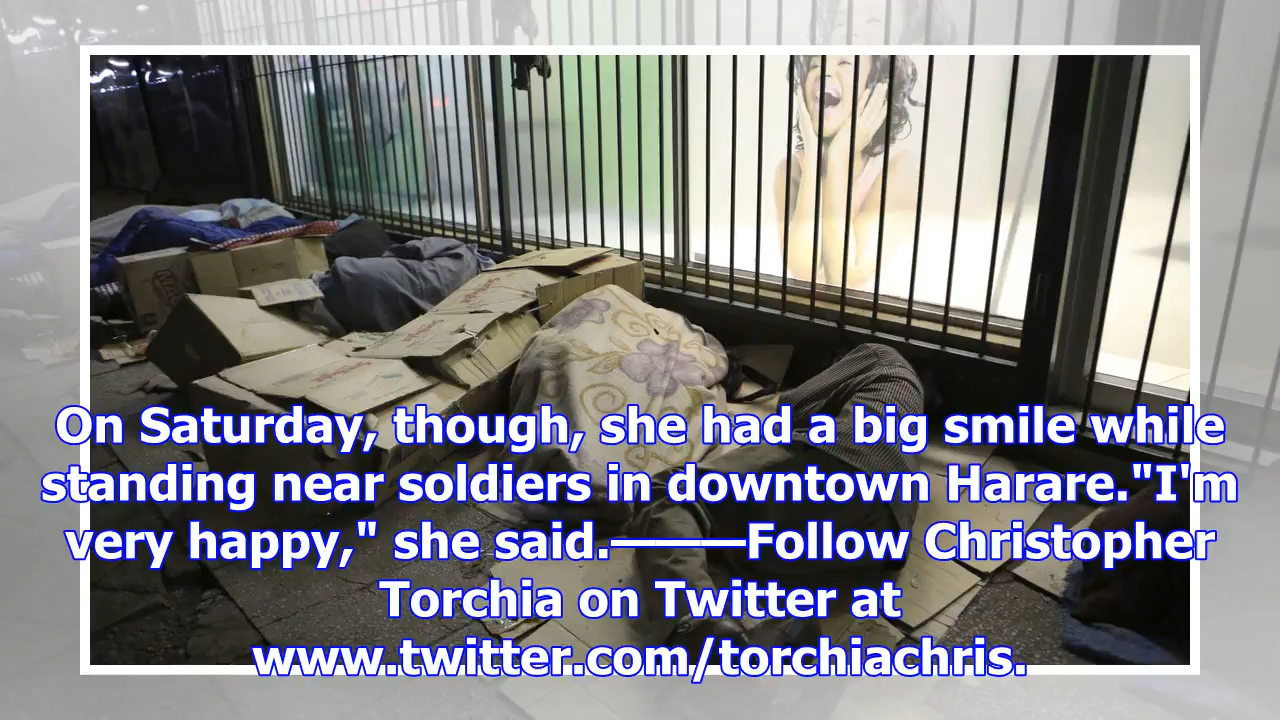 On Saturday, though, she had a big smile while
standing near soldiers in downtown Harare."I'm
very happy," she said.———Follow Christopher
Torchia on Twitter at
www.twitter.com/torchiachris.